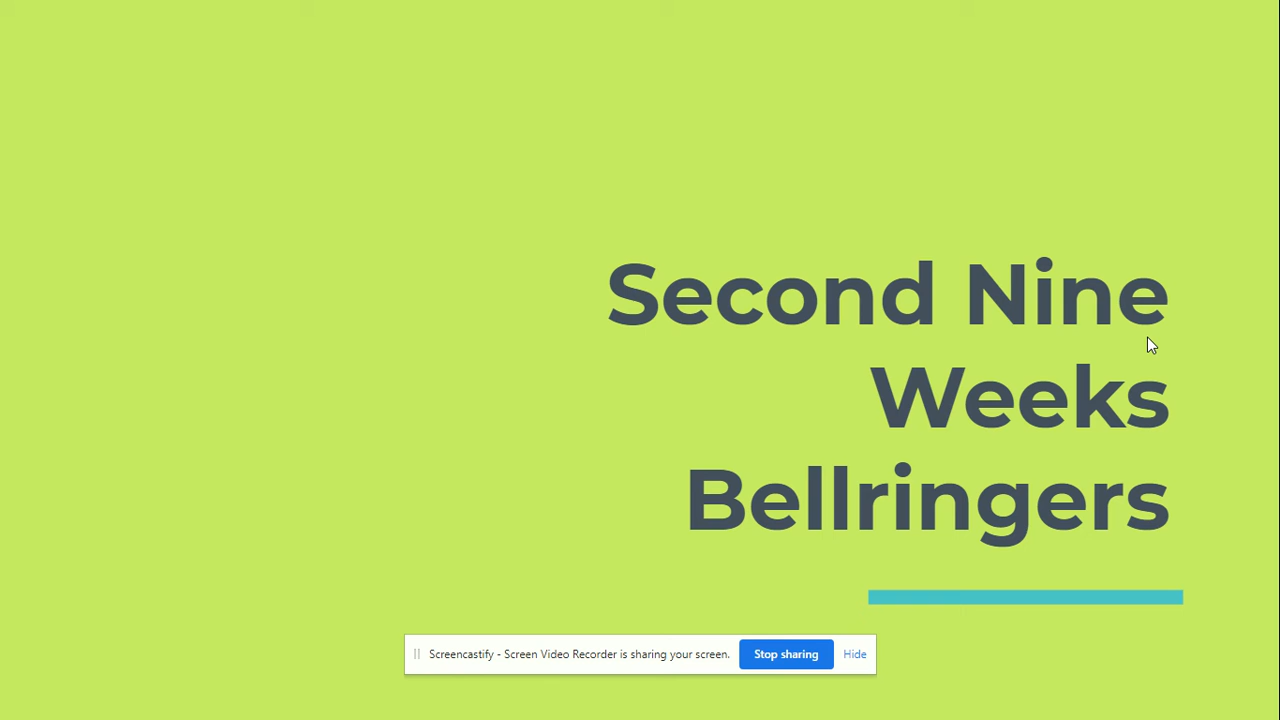 Second Nine
Weeks
Bellringers
Screencastify - Screen Video Recorder is sharing your screen. Stop sharing Hide